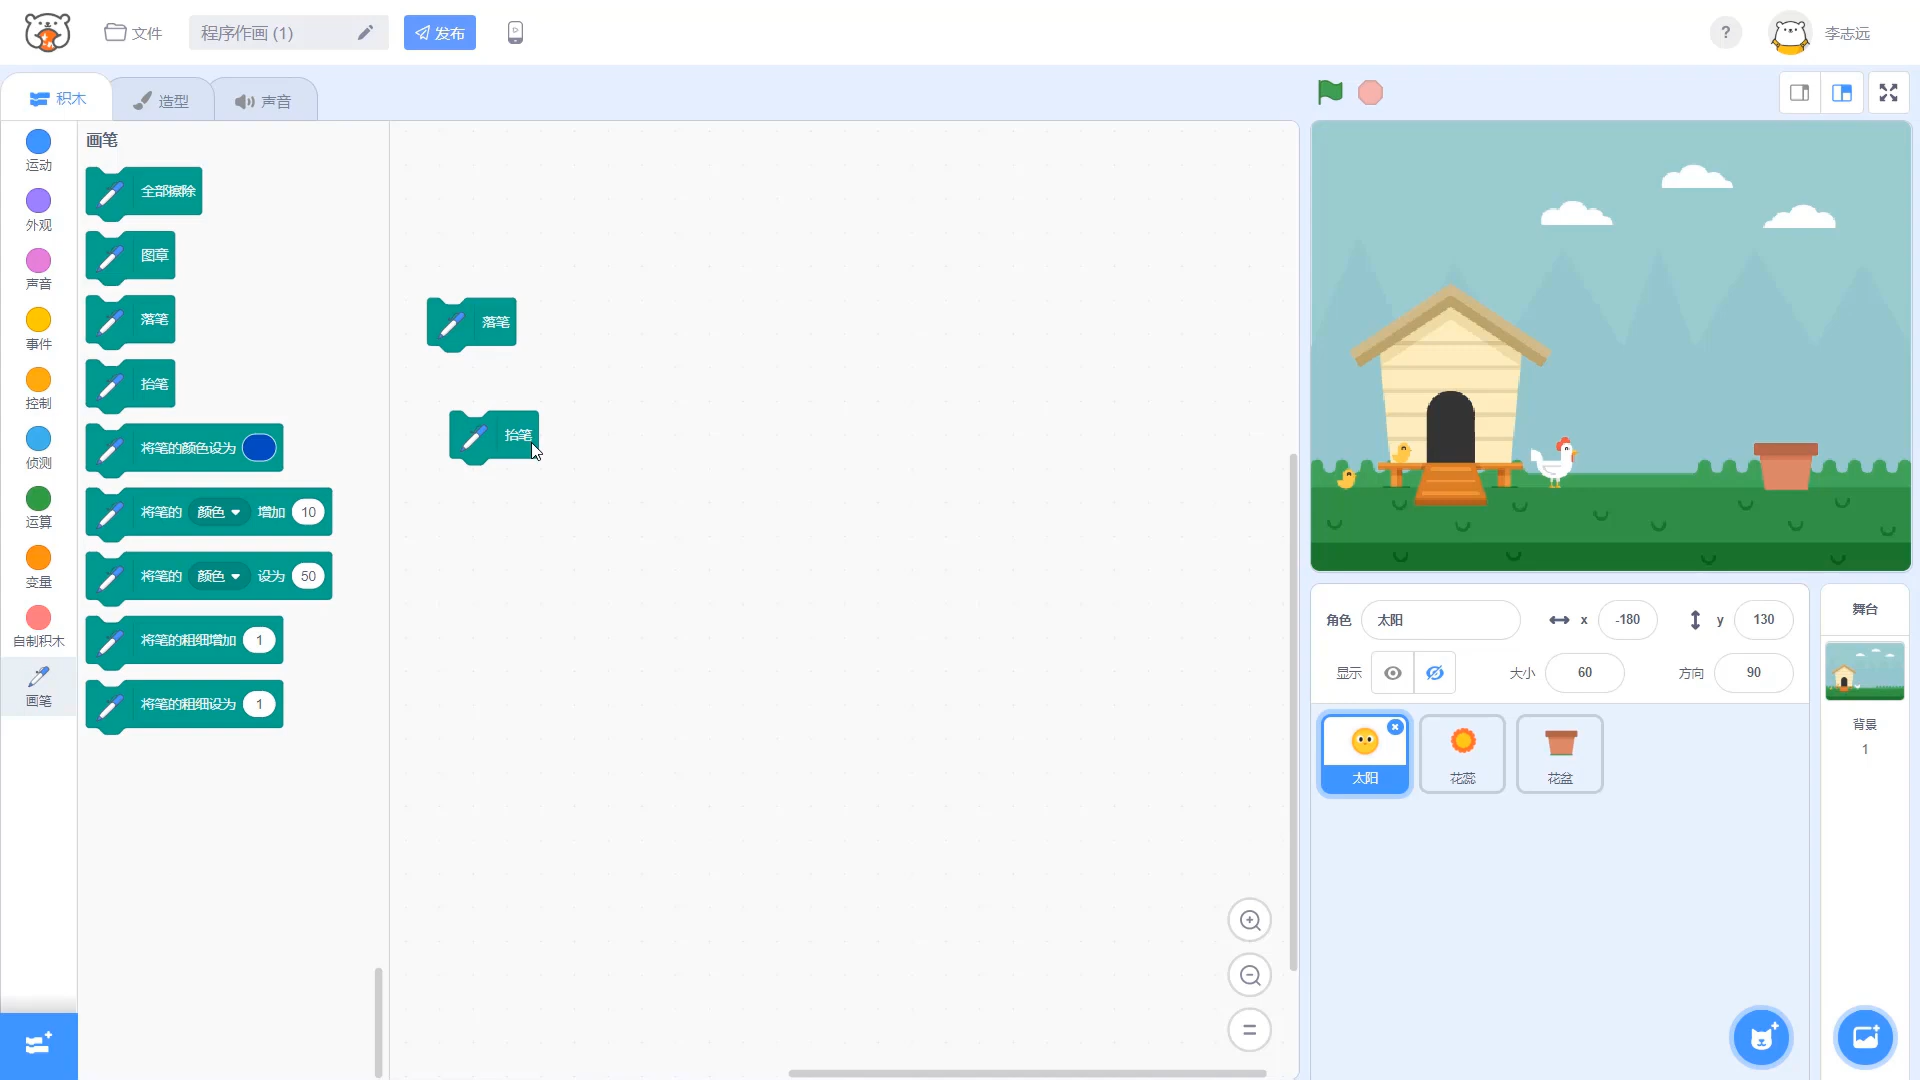 文件
程序作画 (1)
发布
?
李志远
积木
造型
声音
运动
外观
声音
事件
控制
侦测
运算
变量
自制积木
画笔
画笔
全部擦除
图章
落笔
抬笔
将笔的颜色设为
将笔的 颜色 增加 10
将笔的 颜色 设为 50
将笔的粗细增加 1
将笔的粗细设为 1
落笔
抬笔
角色 太阳 x -180 y 130
显示 大小 60 方向 90
太阳
花蕊
花盆
舞台
背景
1